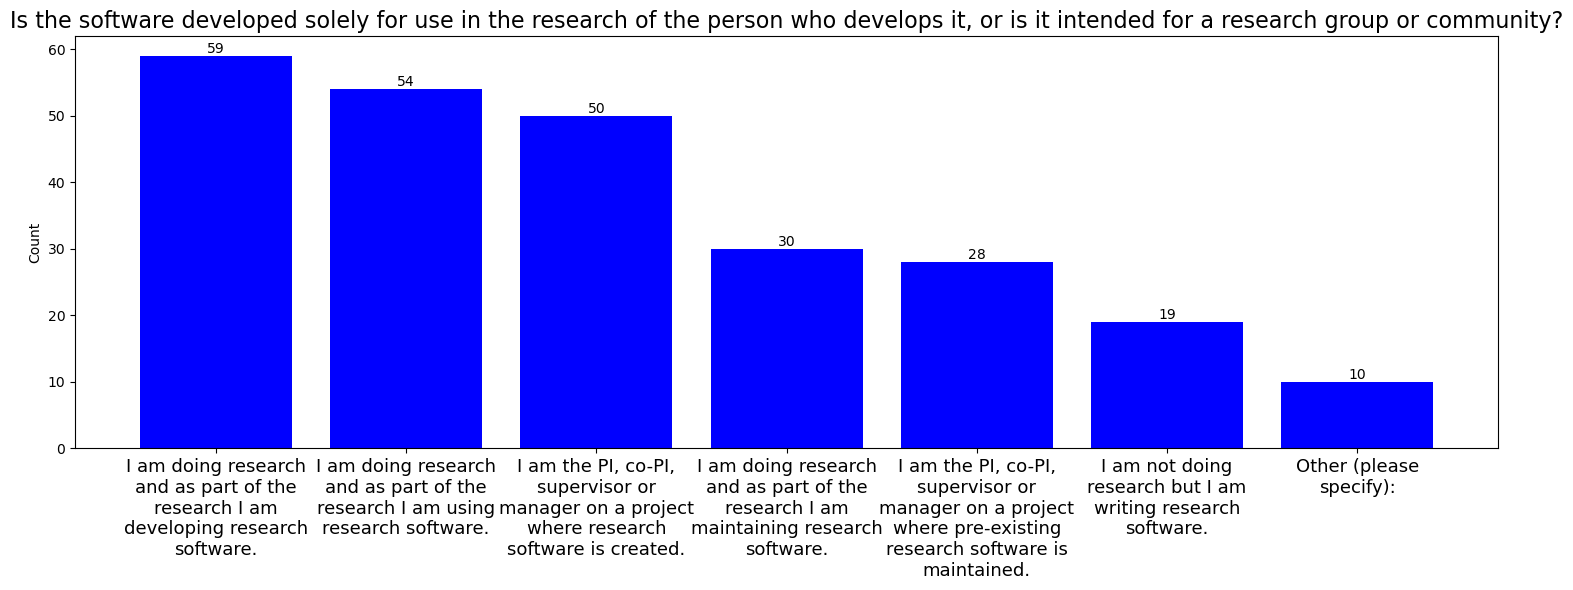 Is the software developed solely for use in the research of the person who develops it, or is it intended for a research group or community?
60
50
40
30
20
10
0
Count
59
54
50
30
28
19
10
I am doing research
and as part of the
research I am
developing research
software.
I am doing research
and as part of the
research I am using
research software.
I am the PI, co-PI,
supervisor or
manager on a project
where research
software is created.
I am doing research
and as part of the
research I am
maintaining research
software.
I am the PI, co-PI,
supervisor or
manager on a project
where pre-existing
research software is
maintained.
I am not doing
research but I am
writing research
software.
Other (please
specify):